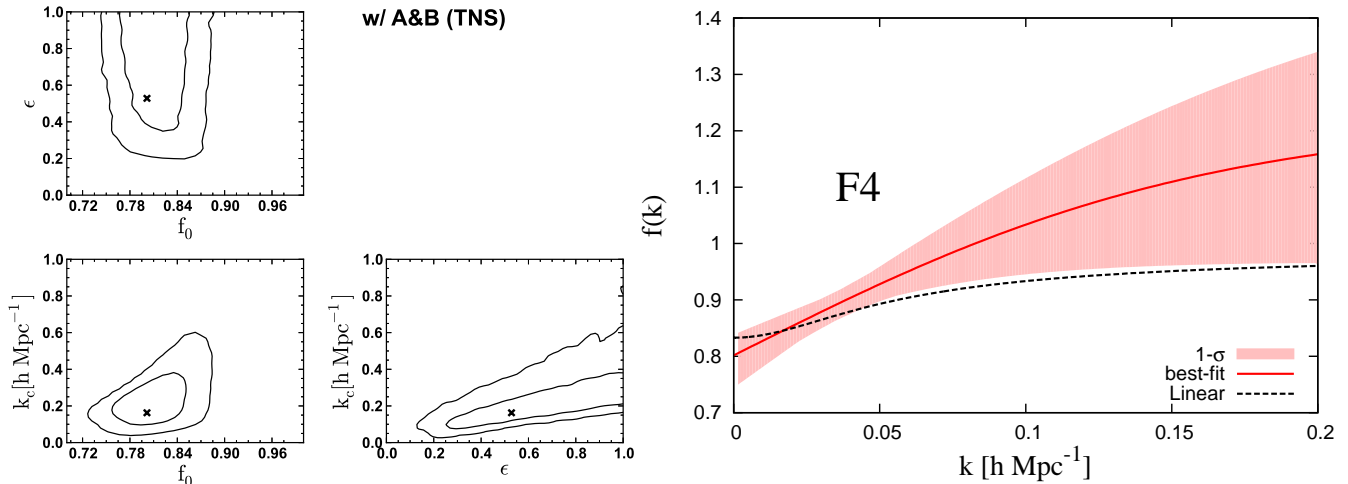 w/ A&B (TNS)
1.0
0.8
0.6
0.4
0.2
0.0
ϵ
0.72 0.78 0.84 0.90 0.96
f₀
1.0
0.8
0.6
0.4
0.2
0.0
k_c[h Mpc⁻¹]
0.72 0.78 0.84 0.90 0.96
f₀
1.0
0.8
0.6
0.4
0.2
0.0
k_c[h Mpc⁻¹]
0.0 0.2 0.4 0.6 0.8 1.0
ϵ
1.4
1.3
1.2
1.1
1
0.9
0.8
0.7
f(k)
F4
1-σ
best-fit
Linear
0 0.05 0.1 0.15 0.2
k [h Mpc⁻¹]